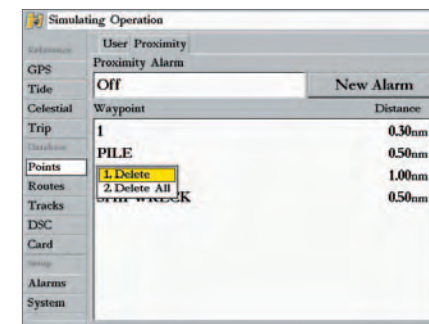 Simulating Operation
Reference
User Proximity
GPS
Proximity Alarm
Tide
Off
New Alarm
Celestial
Waypoint
Distance
Trip
1
0.30nm
Database
PILE
0.50nm
Points
1. Delete
1.00nm
Routes
2. Delete All
WRECK
0.50nm
Tracks
DSC
Card
Setup
Alarms
System